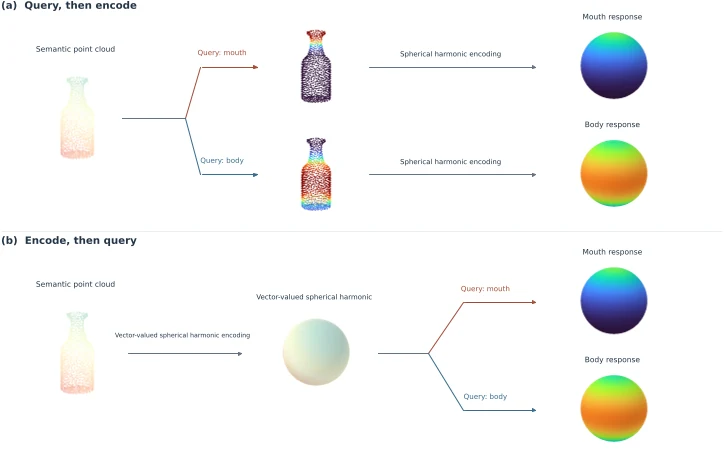 (a) Query, then encode
Mouth response
Semantic point cloud
Query: mouth
Spherical harmonic encoding
Body response
Query: body
Spherical harmonic encoding
(b) Encode, then query
Mouth response
Semantic point cloud
Query: mouth
Vector-valued spherical harmonic
Vector-valued spherical harmonic encoding
Body response
Query: body